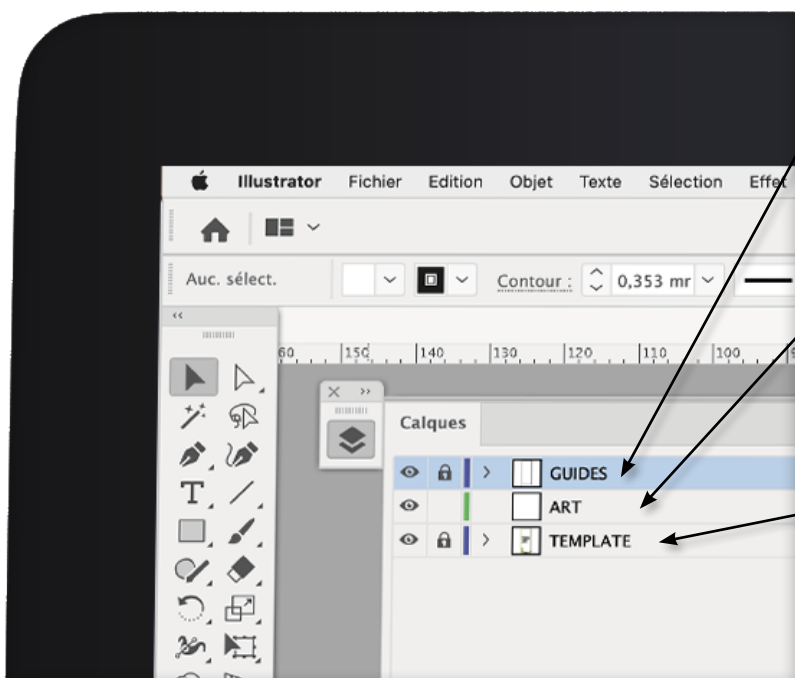 Illustrator Fichier Edition Objet Texte Sélection Effet
Auc. sélect. Contour : 0,353 mr
60 150 140 130 120 110 100
Calques
GUIDES
ART
TEMPLATE